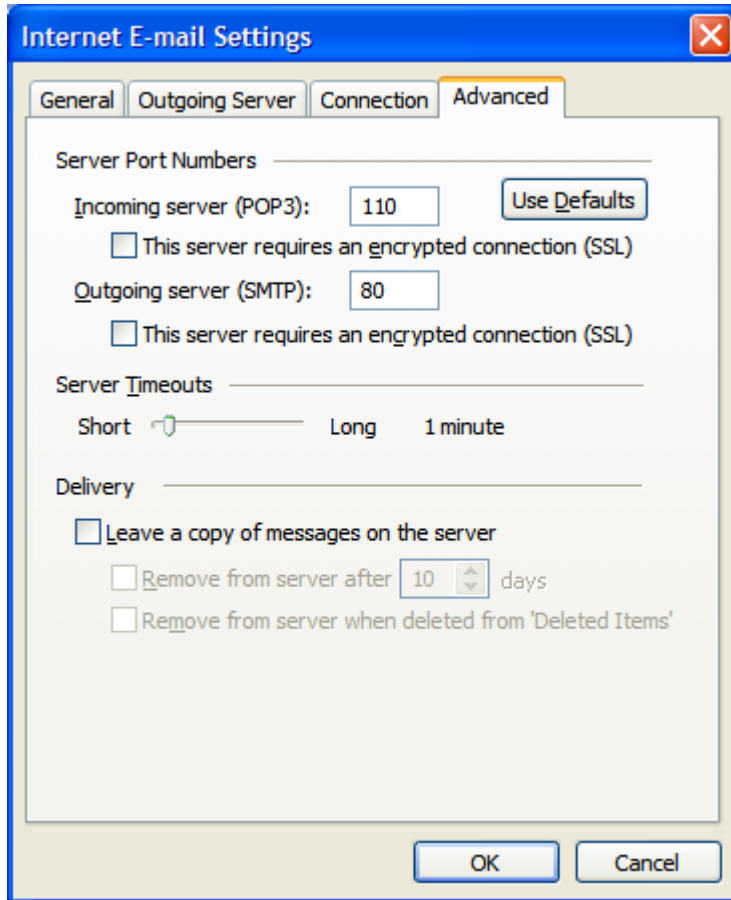 Internet E-mail Settings
General Outgoing Server Connection Advanced
Server Port Numbers
Incoming server (POP3): 110 Use Defaults
This server requires an encrypted connection (SSL)
Outgoing server (SMTP): 80
This server requires an encrypted connection (SSL)
Server Timeouts
Short Long 1 minute
Delivery
Leave a copy of messages on the server
Remove from server after 10 days
Remove from server when deleted from 'Deleted Items'
OK Cancel